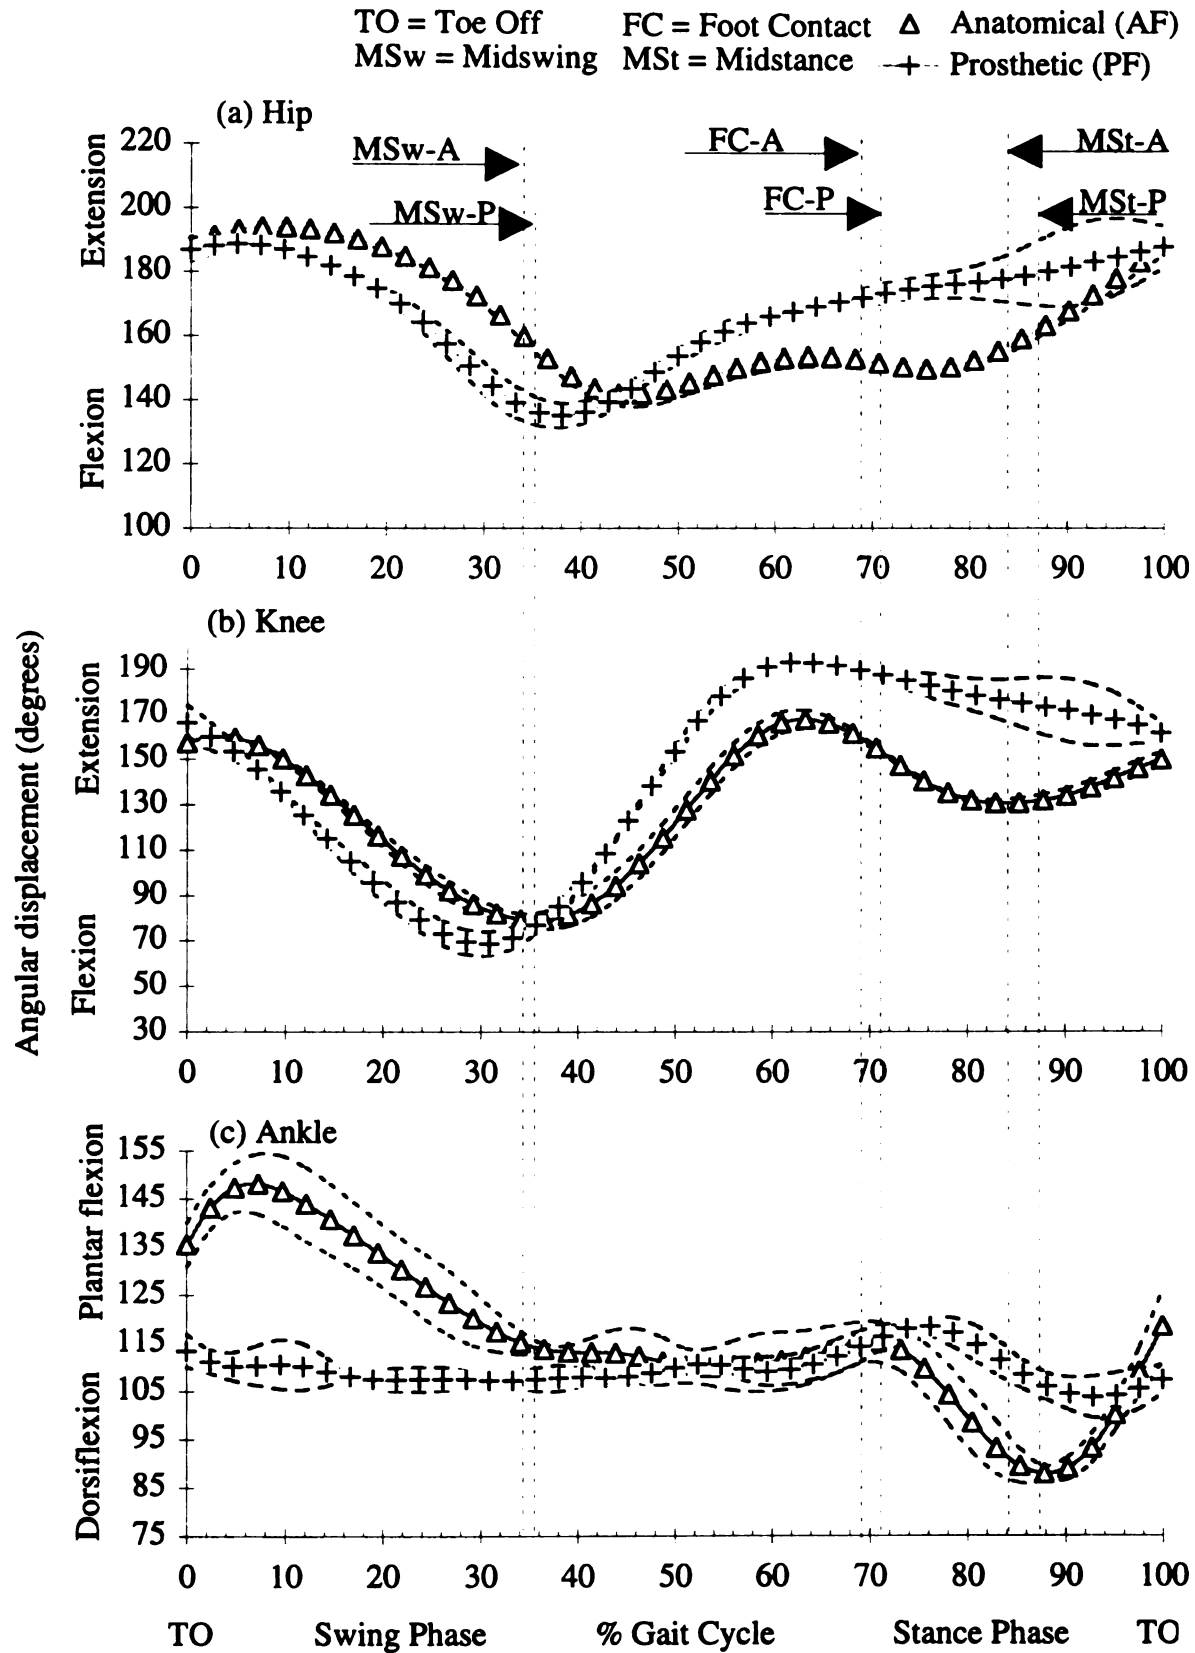 TO = Toe Off FC = Foot Contact Anatomical (AF)
MSw = Midswing MSt = Midstance Prosthetic (PF)
(a) Hip
Extension
Flexion
220
200
180
160
140
120
100
MSw-A FC-A MSt-A
MSw-P FC-P MSt-P
0 10 20 30 40 50 60 70 80 90 100
Angular displacement (degrees)
(b) Knee
Extension
Flexion
190
170
150
130
110
90
70
50
30
0 10 20 30 40 50 60 70 80 90 100
(c) Ankle
Plantar flexion
Dorsiflexion
155
145
135
125
115
105
95
85
75
0 10 20 30 40 50 60 70 80 90 100
TO Swing Phase % Gait Cycle Stance Phase TO